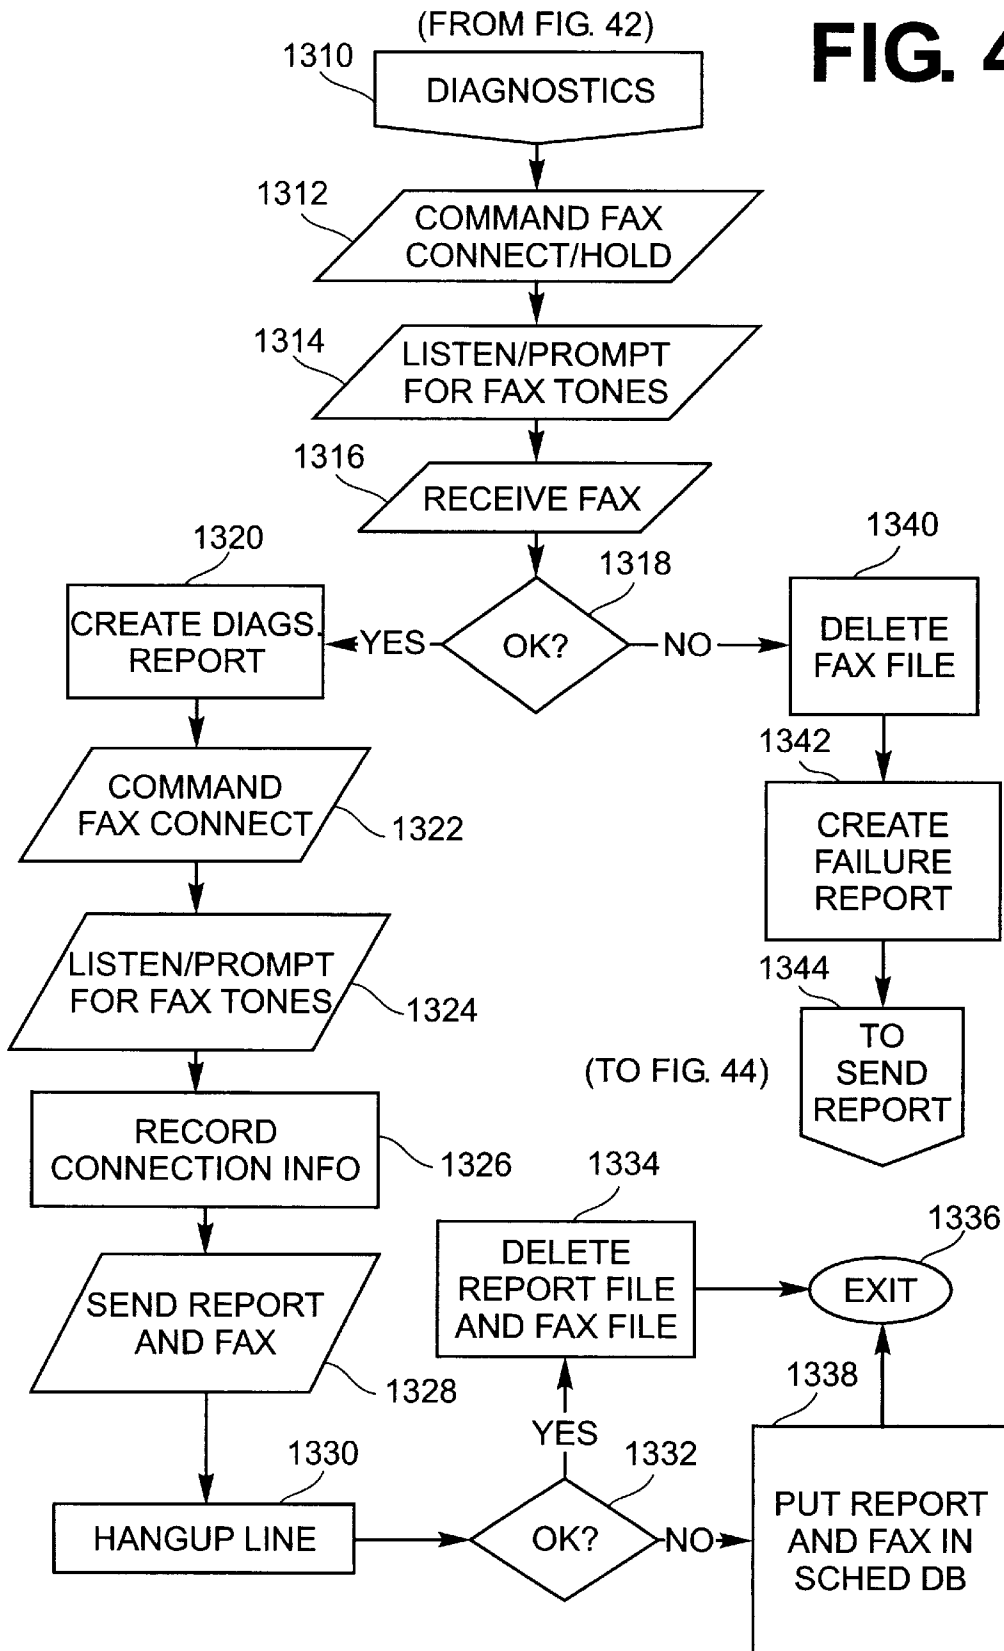 (FROM FIG. 42)
FIG. 4
1310
DIAGNOSTICS
1312
COMMAND FAX
CONNECT/HOLD
1314
LISTEN/PROMPT
FOR FAX TONES
1316
RECEIVE FAX
1318
OK?
YES
NO
1320
CREATE DIAGS.
REPORT
1340
DELETE
FAX FILE
1322
COMMAND
FAX CONNECT
1342
CREATE
FAILURE
REPORT
1324
LISTEN/PROMPT
FOR FAX TONES
1344
TO
SEND
REPORT
(TO FIG. 44)
RECORD
CONNECTION INFO
1326
1334
DELETE
REPORT FILE
AND FAX FILE
1336
EXIT
SEND REPORT
AND FAX
1328
1330
HANGUP LINE
YES
1332
OK?
NO
1338
PUT REPORT
AND FAX IN
SCHED DB